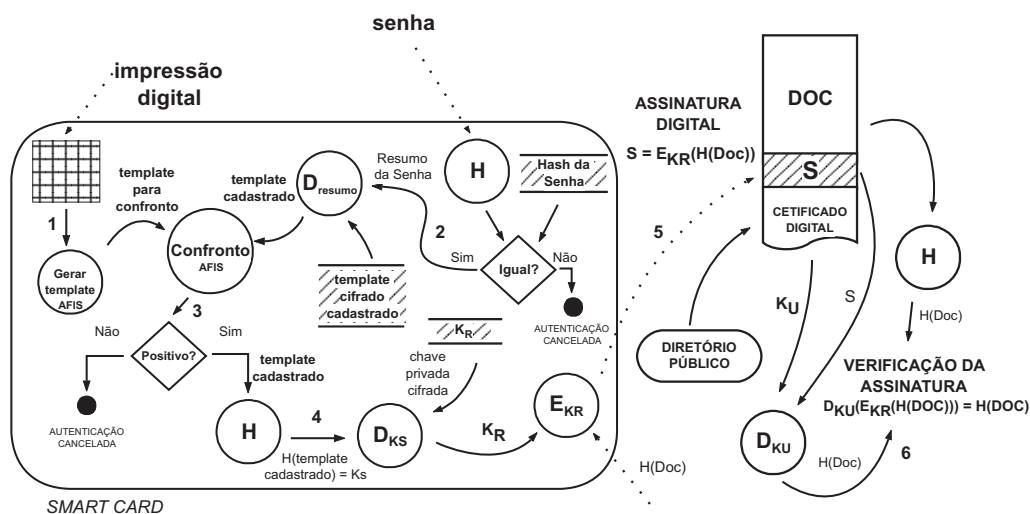 senha
impressão
digital
template
para
confronto
1
Gerar
template
AFIS
template
cadastrado
Dresumo
Resumo
da Senha
H
Hash da
Senha
2
Sim
Igual?
Não
AUTENTICAÇÃO
CANCELADA
Confronto
AFIS
template
cifrado
cadastrado
3
Não
Sim
Positivo?
AUTENTICAÇÃO
CANCELADA
template
cadastrado
H
4
H(template
cadastrado) = Ks
KR
chave
privada
cifrada
DKS
KR
EKR
H(Doc)
SMART CARD
5
ASSINATURA
DIGITAL
S = EKR(H(Doc))
DOC
S
CETIFICADO
DIGITAL
DIRETÓRIO
PÚBLICO
KU
S
H
H(Doc)
VERIFICAÇÃO DA
ASSINATURA
DKU(EKR(H(DOC))) = H(DOC)
DKU
H(Doc)
6